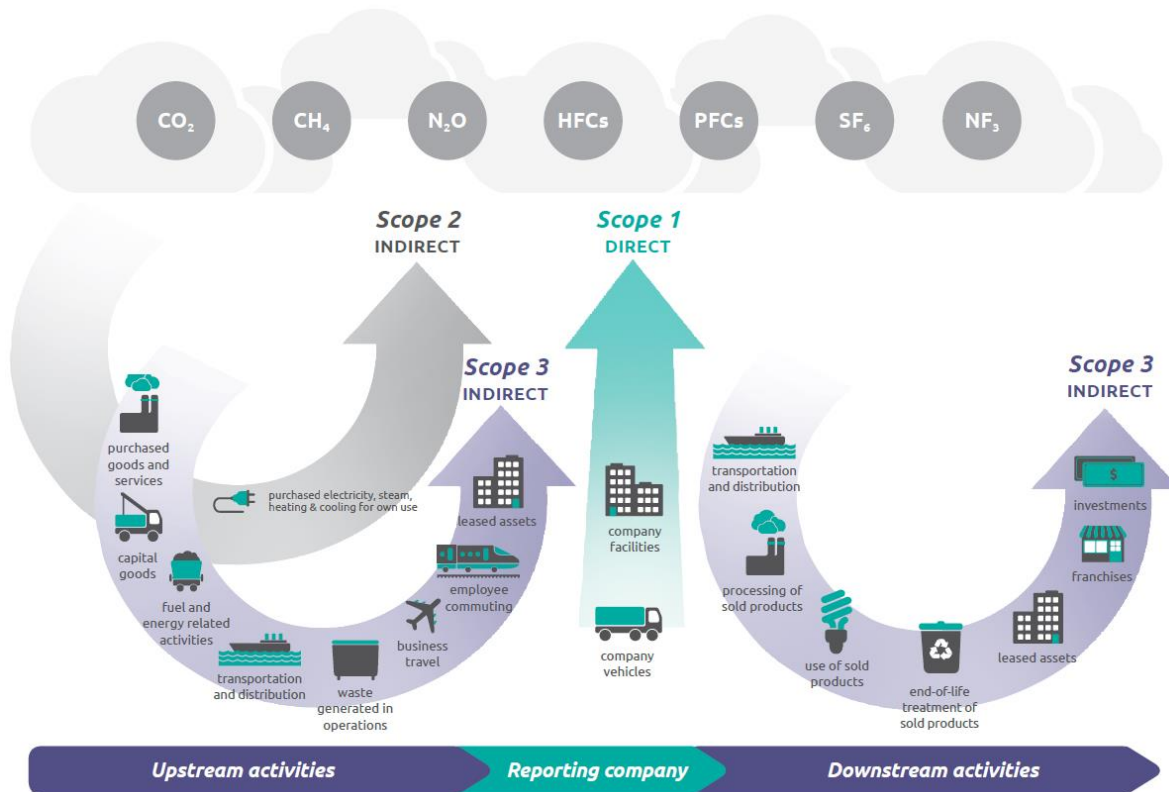 CO₂
CH₄
N₂O
HFCs
PFCs
SF₆
NF₃
Scope 2
INDIRECT
Scope 1
DIRECT
Scope 3
INDIRECT
Scope 3
INDIRECT
purchased
goods and
services
capital
goods
fuel and
energy related
activities
purchased electricity, steam,
heating & cooling for own use
transportation
and distribution
waste
generated in
operations
business
travel
employee
commuting
leased assets
company
facilities
company
vehicles
transportation
and distribution
processing of
sold products
use of sold
products
end-of-life
treatment of
sold products
leased assets
franchises
$
investments
Upstream activities
Reporting company
Downstream activities